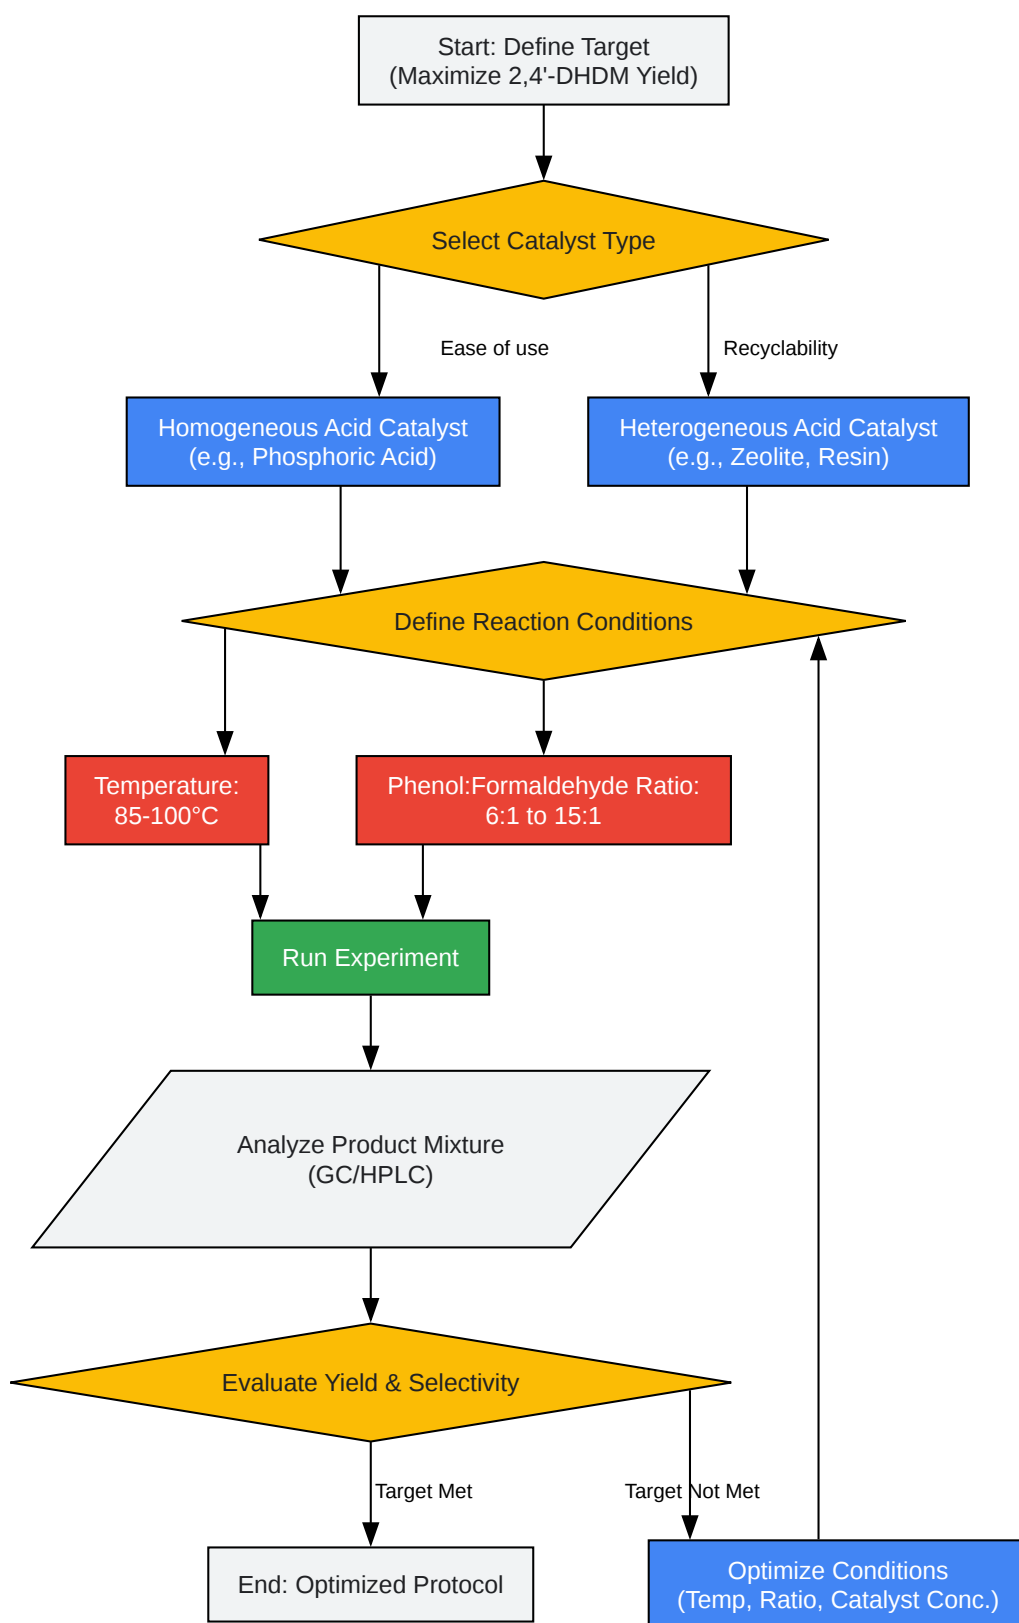 Start: Define Target
(Maximize 2,4'-DHDM Yield)
Select Catalyst Type
Ease of use
Recyclability
Homogeneous Acid Catalyst
(e.g., Phosphoric Acid)
Heterogeneous Acid Catalyst
(e.g., Zeolite, Resin)
Define Reaction Conditions
Temperature:
85-100°C
Phenol:Formaldehyde Ratio:
6:1 to 15:1
Run Experiment
Analyze Product Mixture
(GC/HPLC)
Evaluate Yield & Selectivity
Target Met
Target Not Met
End: Optimized Protocol
Optimize Conditions
(Temp, Ratio, Catalyst Conc.)